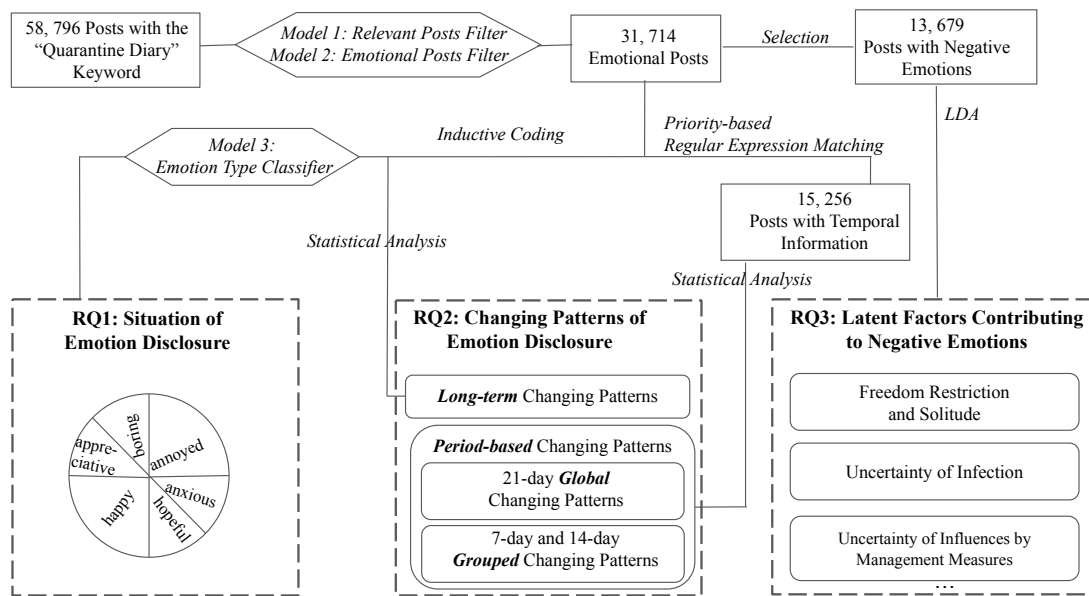 58, 796 Posts with the
“Quarantine Diary”
Keyword
Model 1: Relevant Posts Filter
Model 2: Emotional Posts Filter
31, 714
Emotional Posts
Selection
13, 679
Posts with Negative
Emotions
LDA
Inductive Coding
Priority-based
Regular Expression Matching
Model 3:
Emotion Type Classifier
15, 256
Posts with Temporal
Information
Statistical Analysis
Statistical Analysis
RQ1: Situation of
Emotion Disclosure
boring
annoyed
appre-
ciative
anxious
happy
hopeful
RQ2: Changing Patterns of
Emotion Disclosure
Long-term Changing Patterns
Period-based Changing Patterns
21-day Global
Changing Patterns
7-day and 14-day
Grouped Changing Patterns
RQ3: Latent Factors Contributing
to Negative Emotions
Freedom Restriction
and Solitude
Uncertainty of Infection
Uncertainty of Influences by
Management Measures
...